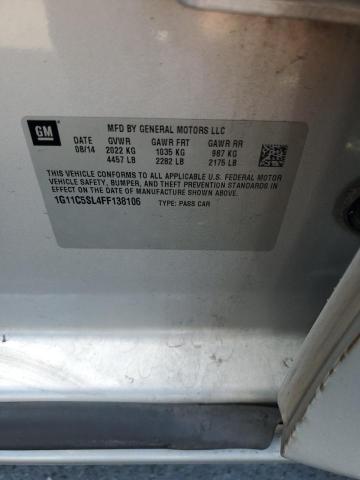 GM
MFD BY GENERAL MOTORS LLC
DATE GVWR GAWR FRT GAWR RR
08/14 2022 KG 1035 KG 987 KG
4457 LB 2282 LB 2175 LB
THIS VEHICLE CONFORMS TO ALL APPLICABLE U.S. FEDERAL MOTOR
VEHICLE SAFETY, BUMPER, AND THEFT PREVENTION STANDARDS IN
EFFECT ON THE DATE OF MANUFACTURE SHOWN ABOVE.
1G11C5SL4FF138106 TYPE: PASS CAR